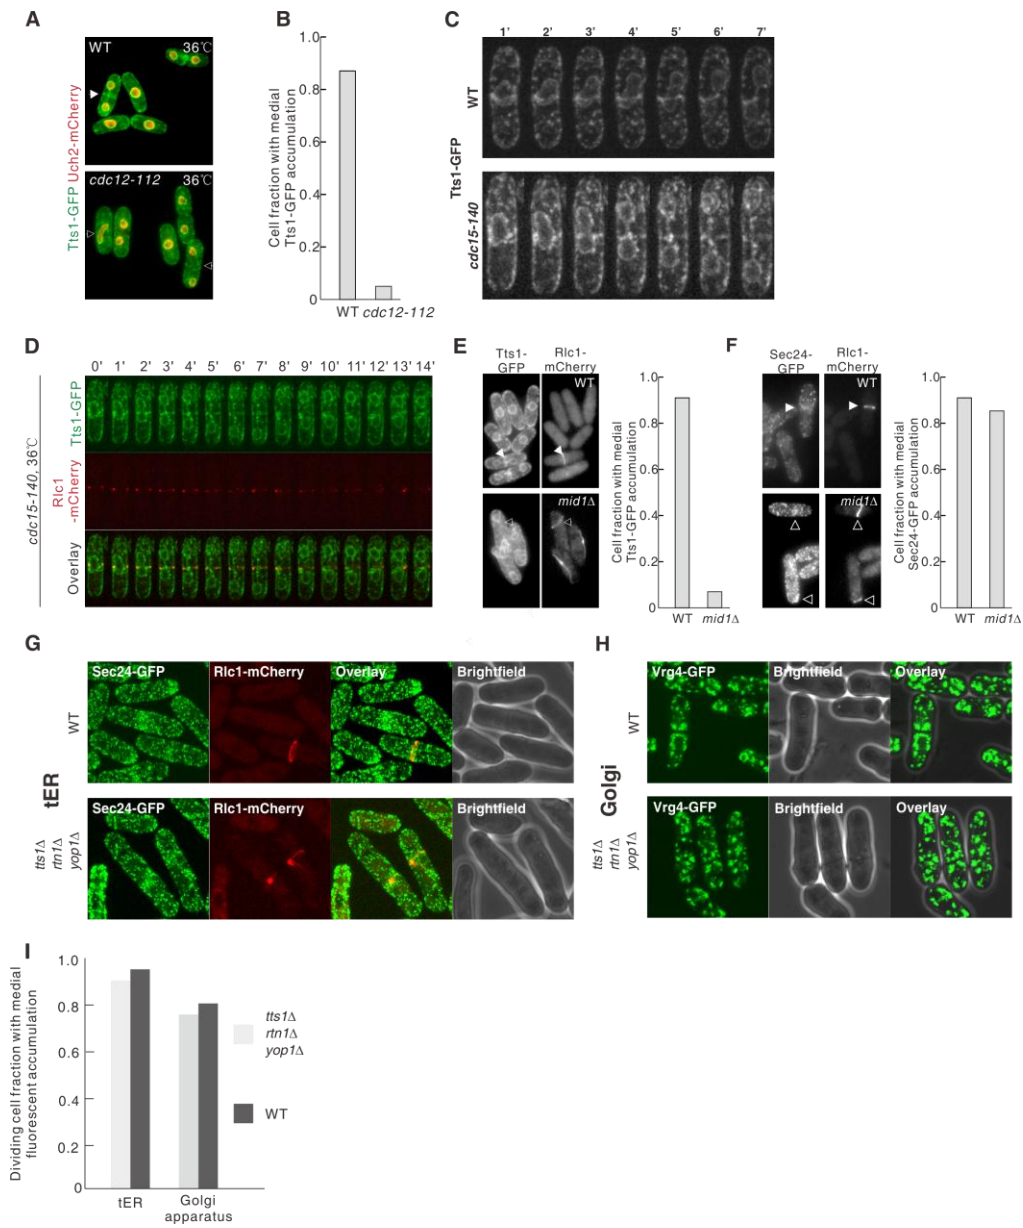 A
WT
36℃
cdc12-112
36℃
Tts1-GFP Uch2-mCherry
B
Cell fraction with medial
Tts1-GFP accumulation
1.0
0.8
0.6
0.4
0.2
0
WT cdc12-112
C
1' 2' 3' 4' 5' 6' 7'
WT
Tts1-GFP
cdc15-140
D
0' 1' 2' 3' 4' 5' 6' 7' 8' 9' 10' 11' 12' 13' 14'
cdc15-140, 36℃
Tts1-GFP
Rlc1
-mCherry
Overlay
E
Tts1-
GFP
Rlc1-
mCherry
WT
mid1Δ
Cell fraction with medial
Tts1-GFP accumulation
1.0
0.8
0.6
0.4
0.2
0
WT mid1Δ
F
Sec24-
GFP
Rlc1-
mCherry
WT
mid1Δ
Cell fraction with medial
Sec24-GFP accumulation
1.0
0.8
0.6
0.4
0.2
0
WT mid1Δ
G
tER
WT
Sec24-GFP Rlc1-mCherry Overlay Brightfield
tts1Δ
rtn1Δ
yop1Δ
Sec24-GFP Rlc1-mCherry Overlay Brightfield
H
Golgi
WT
Vrg4-GFP Brightfield Overlay
tts1Δ
rtn1Δ
yop1Δ
Vrg4-GFP Brightfield Overlay
I
Dividing cell fraction with medial
fluorescent accumulation
1.0
0.8
0.6
0.4
0.2
0
tER
Golgi
apparatus
tts1Δ
rtn1Δ
yop1Δ
WT